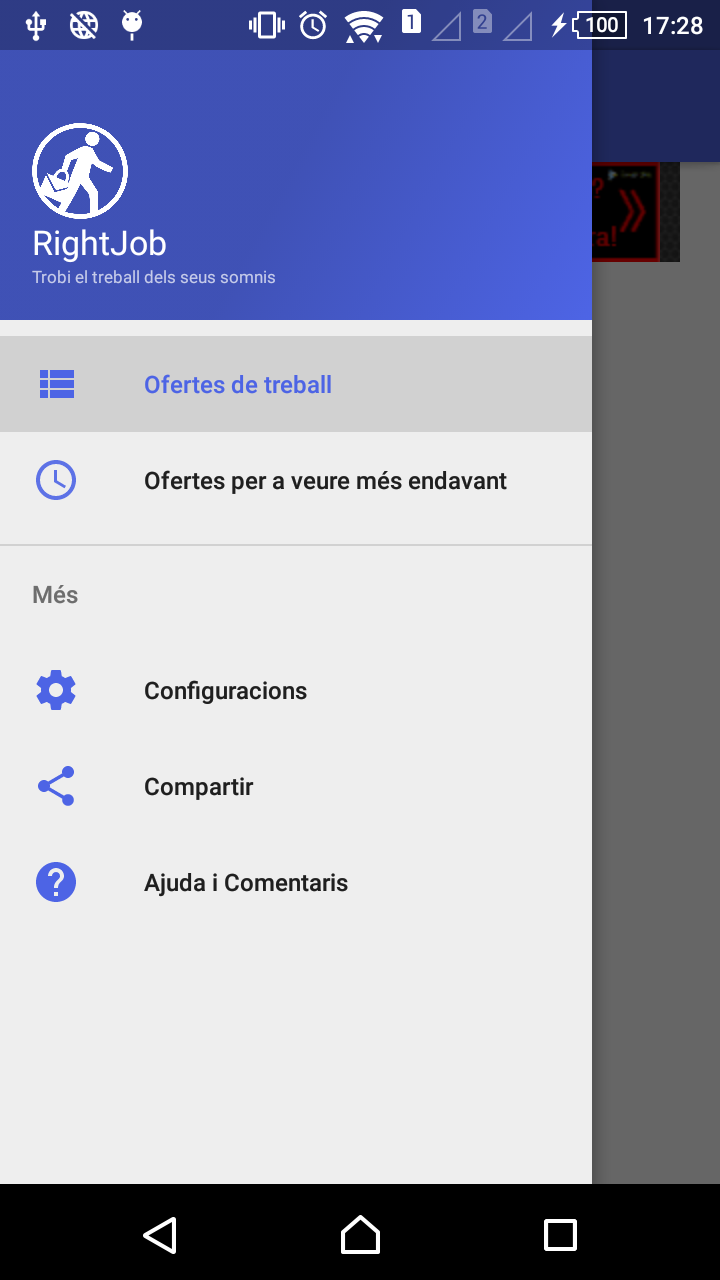 1
2
100
17:28
RightJob
Trobi el treball dels seus somnis
?
ra!
Ofertes de treball
Ofertes per a veure més endavant
Més
Configuracions
Compartir
Ajuda i Comentaris